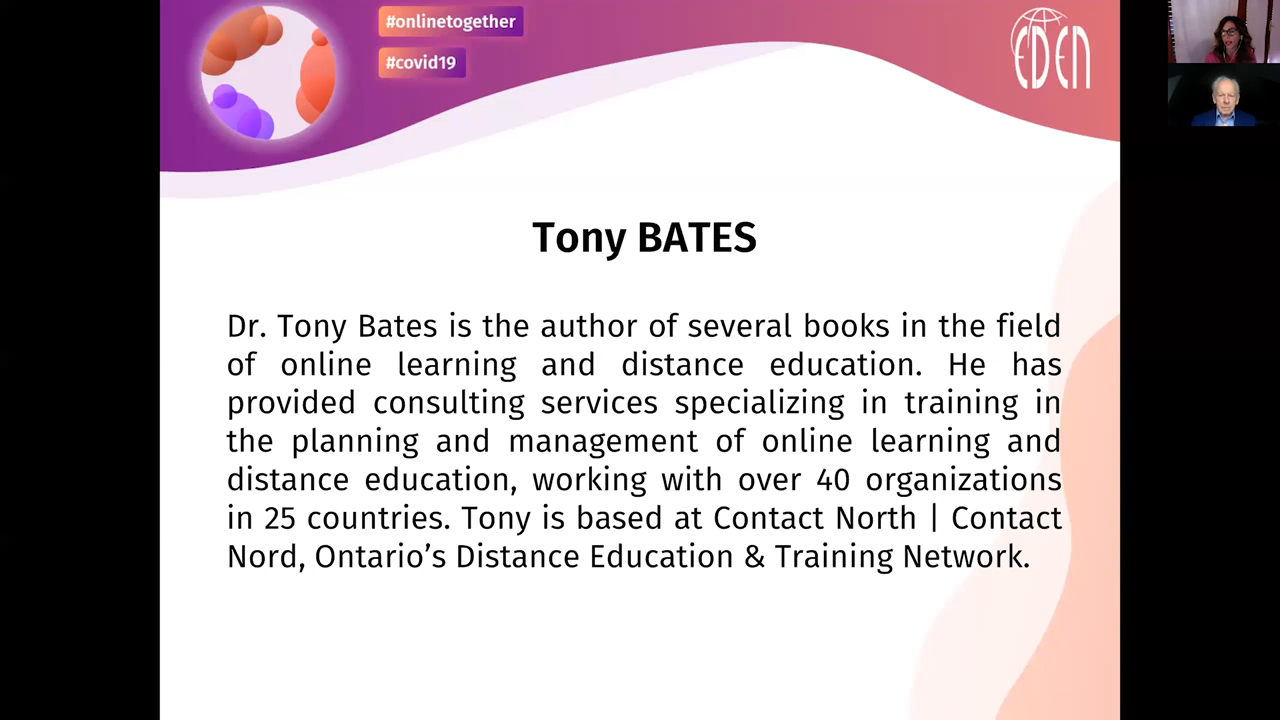 #onlinetogether
#covid19
EDEN
Tony BATES
Dr. Tony Bates is the author of several books in the field
of online learning and distance education. He has
provided consulting services specializing in training in
the planning and management of online learning and
distance education, working with over 40 organizations
in 25 countries. Tony is based at Contact North | Contact
Nord, Ontario’s Distance Education & Training Network.